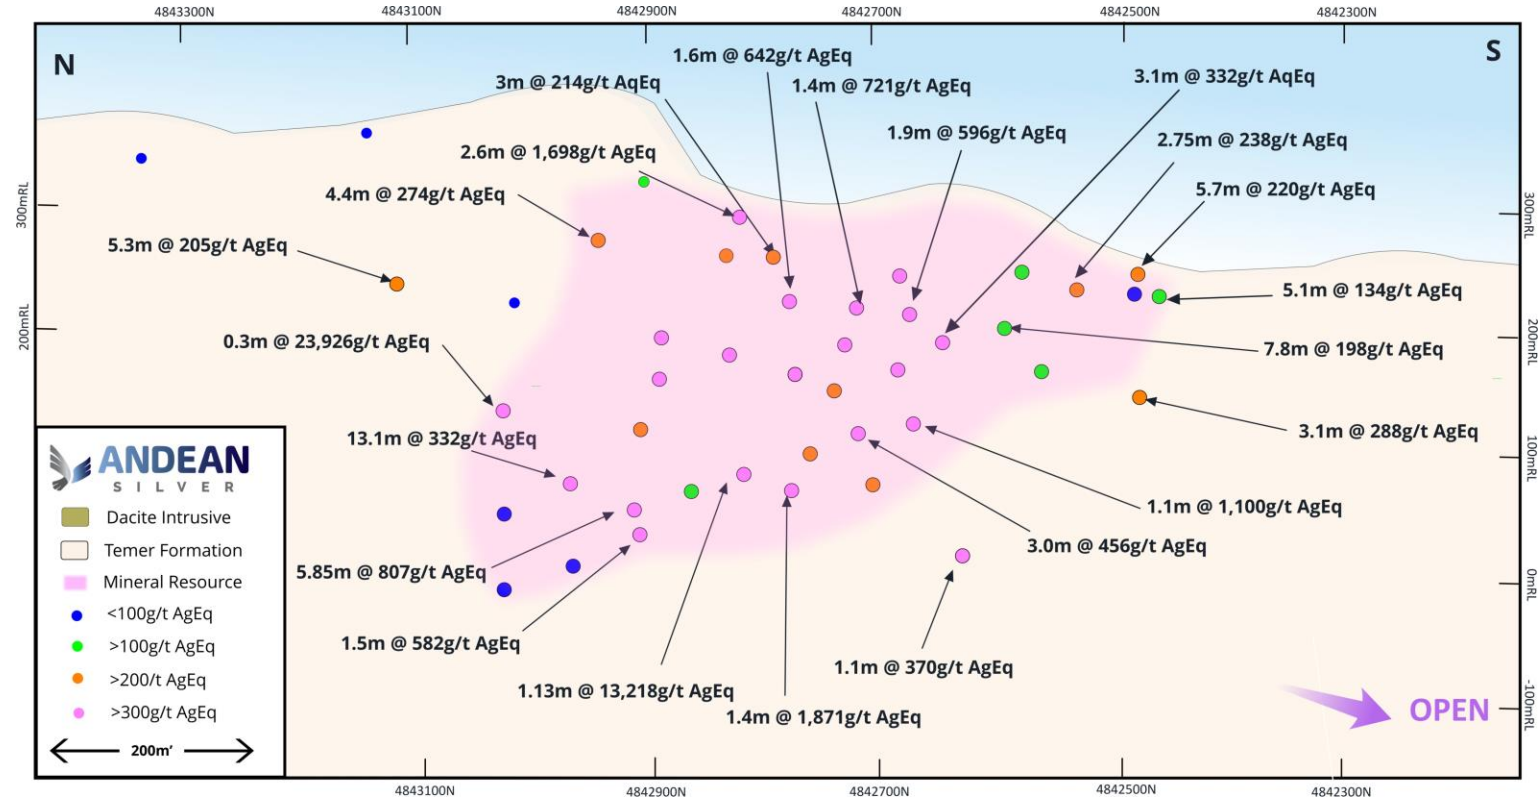 4843300N
4843100N
4842900N
4842700N
4842500N
4842300N
N
S
1.6m @ 642g/t AgEq
3m @ 214g/t AqEq
1.4m @ 721g/t AgEq
3.1m @ 332g/t AqEq
1.9m @ 596g/t AgEq
2.75m @ 238g/t AgEq
2.6m @ 1,698g/t AgEq
4.4m @ 274g/t AgEq
5.7m @ 220g/t AgEq
300mRL
300mRL
5.3m @ 205g/t AgEq
5.1m @ 134g/t AgEq
200mRL
200mRL
0.3m @ 23,926g/t AgEq
7.8m @ 198g/t AgEq
13.1m @ 332g/t AgEq
3.1m @ 288g/t AgEq
100mRL
ANDEAN
SILVER
Dacite Intrusive
Temer Formation
Mineral Resource
<100g/t AgEq
>100g/t AgEq
>200/t AgEq
>300g/t AgEq
200m’
1.1m @ 1,100g/t AgEq
3.0m @ 456g/t AgEq
5.85m @ 807g/t AgEq
0mRL
1.5m @ 582g/t AgEq
1.1m @ 370g/t AgEq
1.13m @ 13,218g/t AgEq
1.4m @ 1,871g/t AgEq
OPEN
-100mRL
4843100N
4842900N
4842700N
4842500N
4842300N